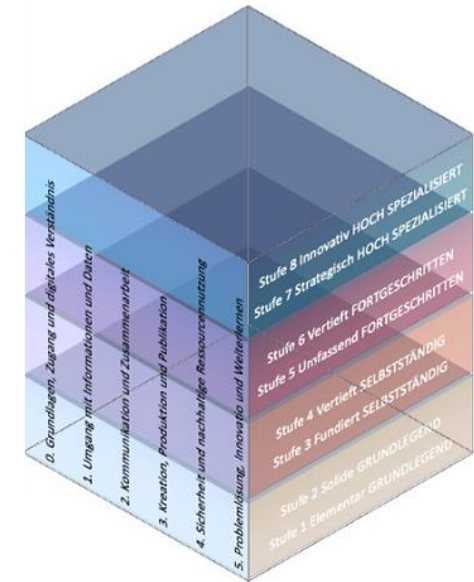 0. Grundlagen, Zugang und digitales Verständnis
1. Umgang mit Informationen und Daten
2. Kommunikation und Zusammenarbeit
3. Kreation, Produktion und Publikation
4. Sicherheit und nachhaltige Ressourcennutzung
5. Problemlösung, Innovatio und Weiterlernen
Stufe 8 Innovativ HOCH SPEZIALISIERT
Stufe 7 Strategisch HOCH SPEZIALISIERT
Stufe 6 Vertieft FORTGESCHRITTEN
Stufe 5 Umfassend FORTGESCHRITTEN
Stufe 4 Vertieft SELBSTSTÄNDIG
Stufe 3 Fundiert SELBSTSTÄNDIG
Stufe 2 Solide GRUNDLEGEND
Stufe 1 Elementar GRUNDLEGEND